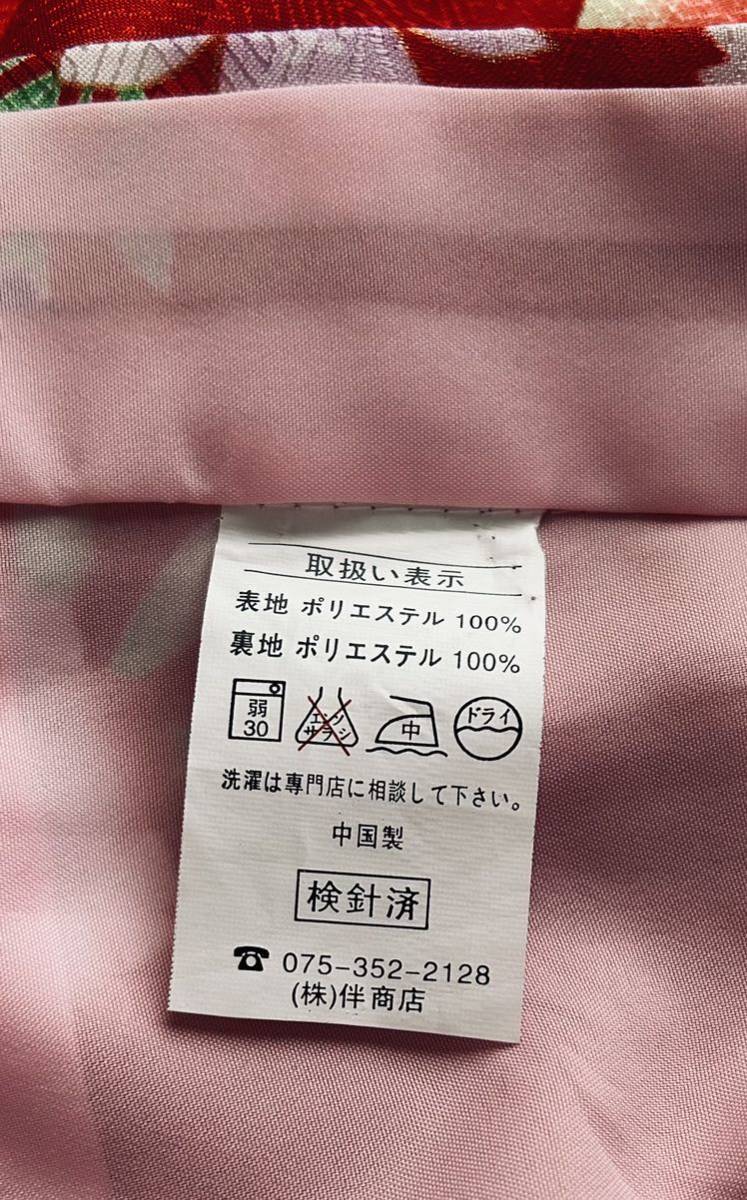 取扱い表示
表地 ポリエステル 100%
裏地 ポリエステル 100%
弱
30
エンソ
サラシ
中
ドライ
洗濯は専門店に相談して下さい。
中国製
検針済
☎ 075-352-2128
(株)伴商店